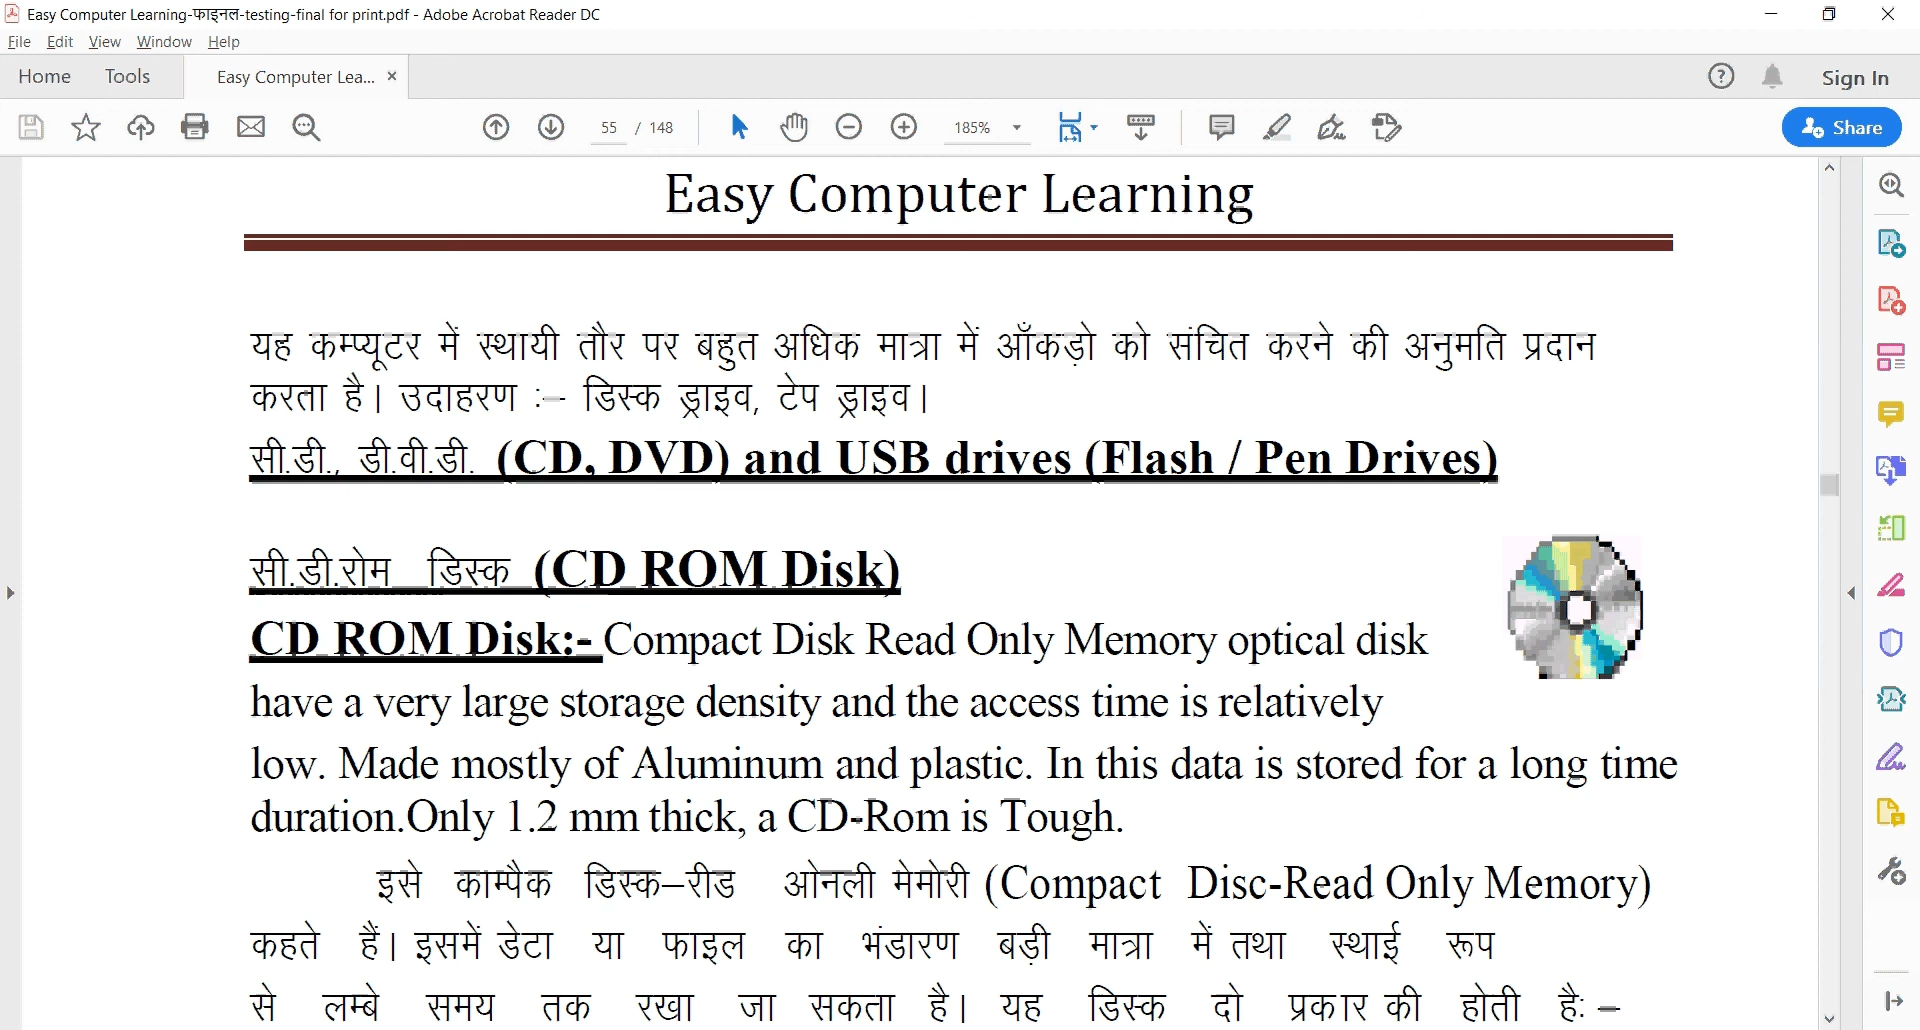 Easy Computer Learning-फाइनल-testing-final for print.pdf - Adobe Acrobat Reader DC
File Edit View Window Help
Home Tools Easy Computer Lea... × Sign In
55 / 148 185% Share
Easy Computer Learning
यह कम्प्यूटर में स्थायी तौर पर बहुत अधिक मात्रा में आँकड़ो को संचित करने की अनुमति प्रदान
करता है। उदाहरण :– डिस्क ड्राइव, टेप ड्राइव।
सी.डी., डी.वी.डी. (CD, DVD) and USB drives (Flash / Pen Drives)
सी.डी.रोम डिस्क (CD ROM Disk)
CD ROM Disk:- Compact Disk Read Only Memory optical disk
have a very large storage density and the access time is relatively
low. Made mostly of Aluminum and plastic. In this data is stored for a long time
duration.Only 1.2 mm thick, a CD-Rom is Tough.
इसे काम्पैक डिस्क–रीड ओनली मेमोरी (Compact Disc-Read Only Memory)
कहते हैं। इसमें डेटा या फाइल का भंडारण बड़ी मात्रा में तथा स्थाई रूप
से लम्बे समय तक रखा जा सकता है। यह डिस्क दो प्रकार की होती है: –